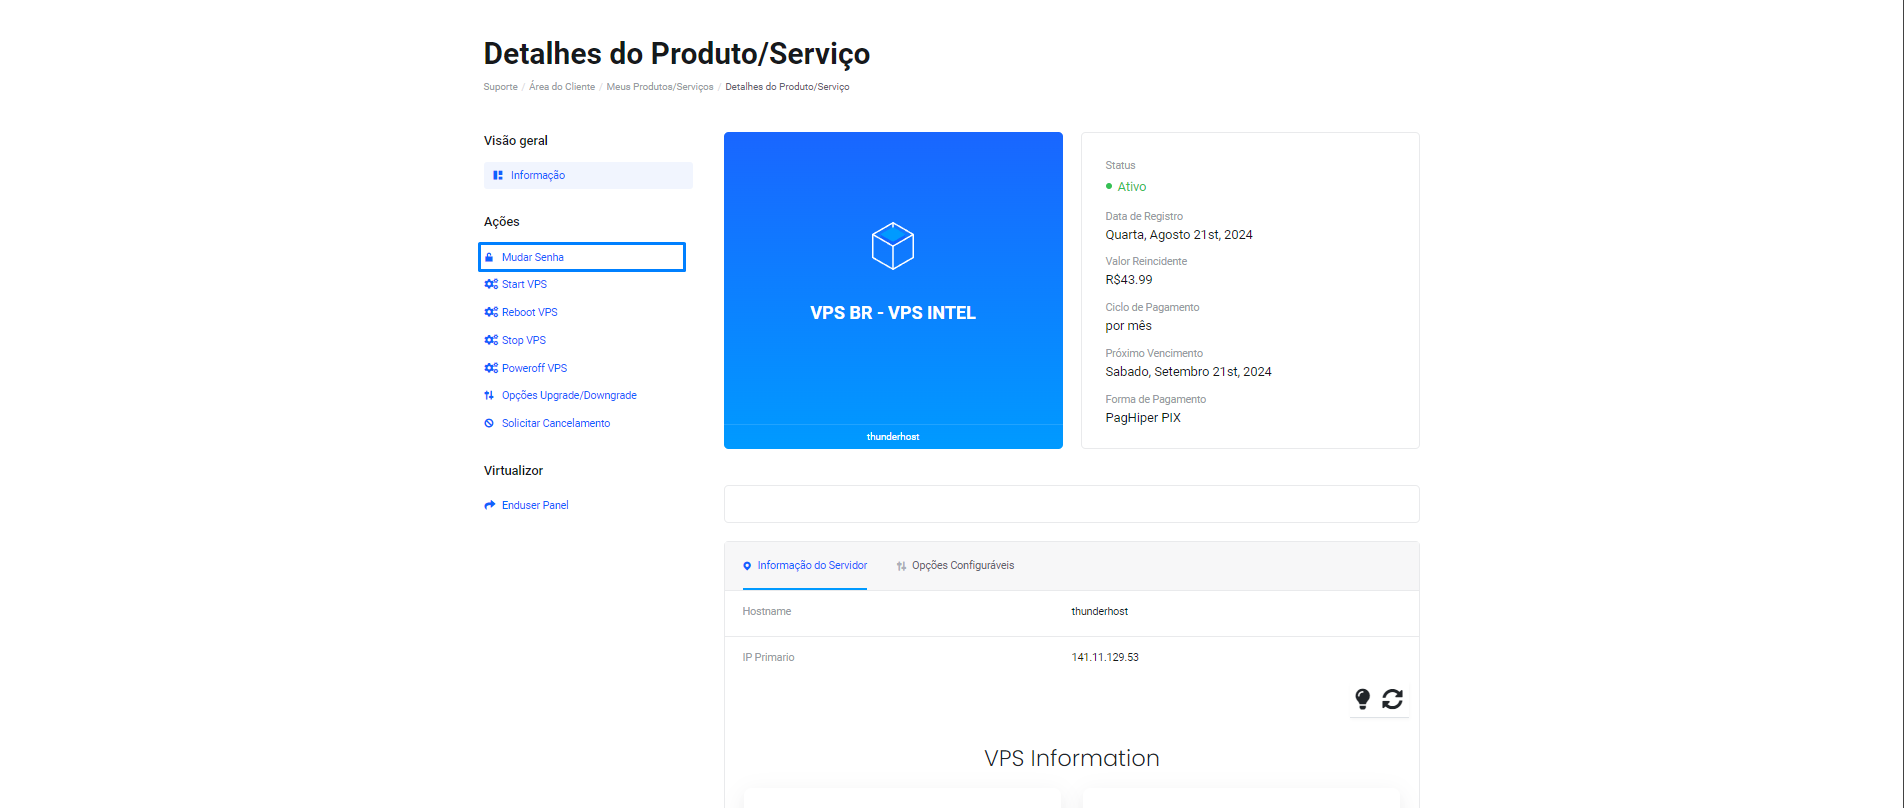 Detalhes do Produto/Serviço
Suporte / Área do Cliente / Meus Produtos/Serviços / Detalhes do Produto/Serviço
Visão geral
Informação
Ações
Mudar Senha
Start VPS
Reboot VPS
Stop VPS
Poweroff VPS
Opções Upgrade/Downgrade
Solicitar Cancelamento
Virtualizor
Enduser Panel
VPS BR - VPS INTEL
thunderhost
Status
Ativo
Data de Registro
Quarta, Agosto 21st, 2024
Valor Reincidente
R$43.99
Ciclo de Pagamento
por mês
Próximo Vencimento
Sabado, Setembro 21st, 2024
Forma de Pagamento
PagHiper PIX
Informação do Servidor Opções Configuráveis
Hostname thunderhost
IP Primario 141.11.129.53
VPS Information